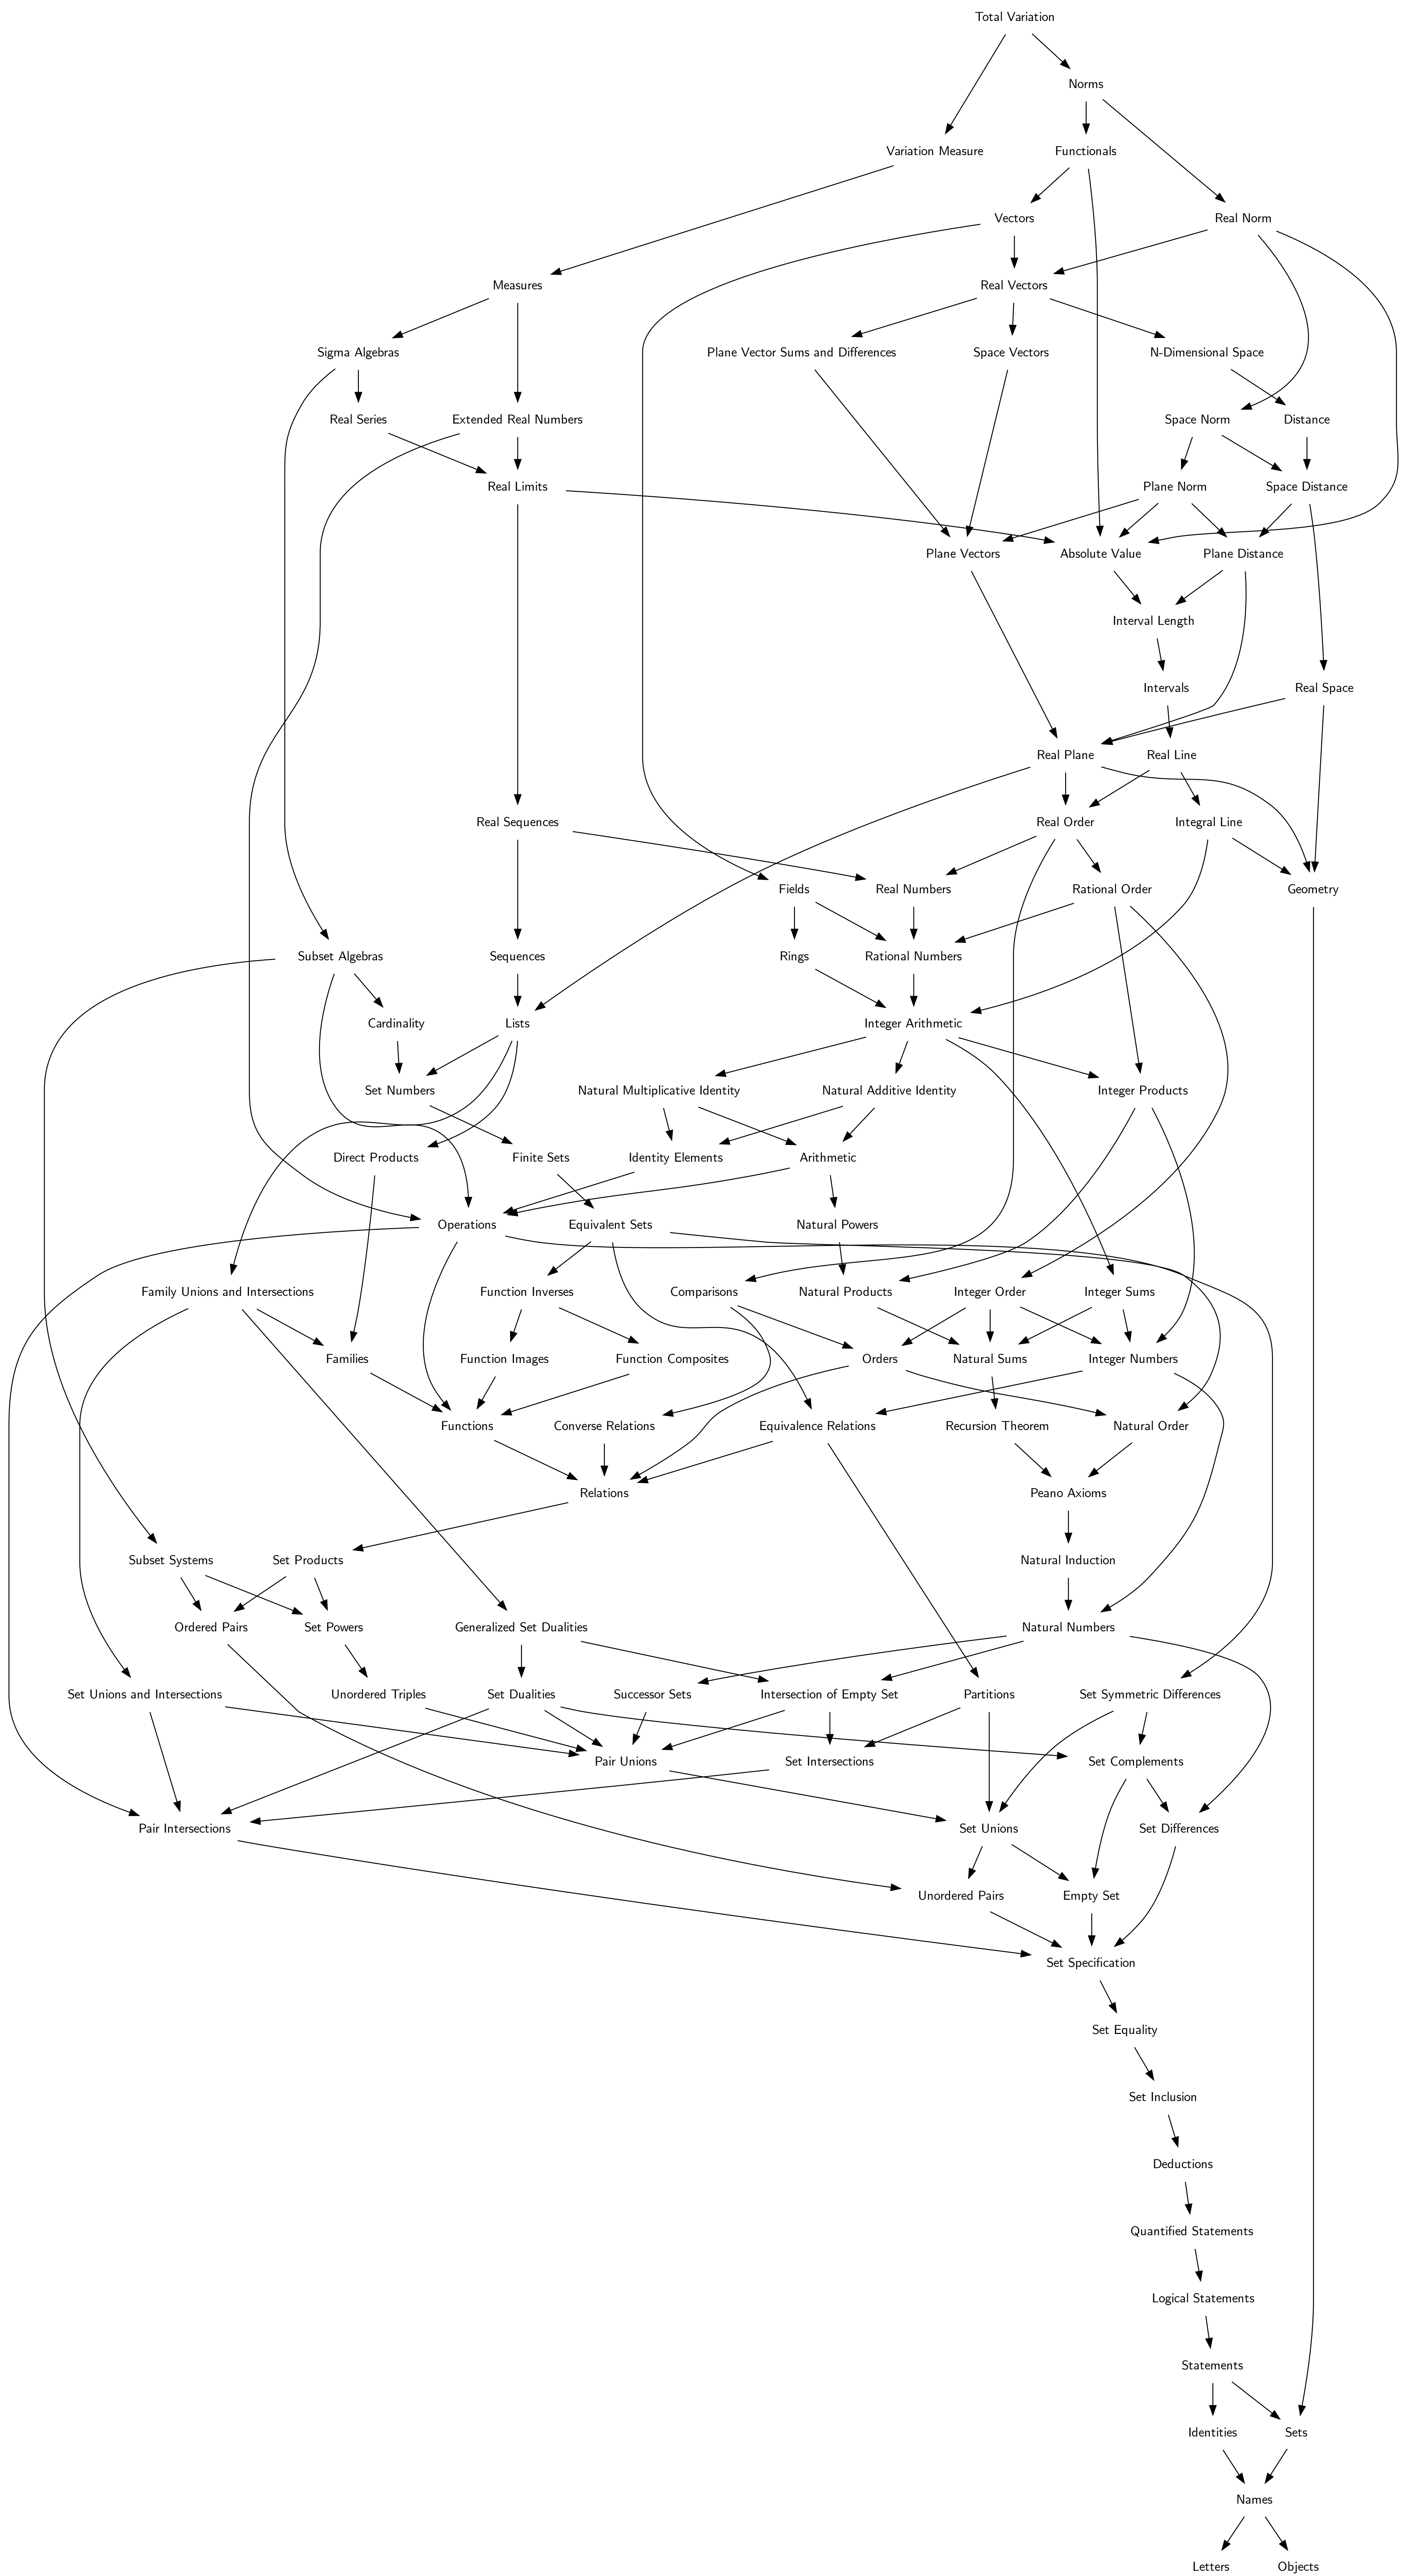 Total Variation
Norms
Variation Measure
Functionals
Vectors
Real Norm
Measures
Real Vectors
Sigma Algebras
Plane Vector Sums and Differences
Space Vectors
N-Dimensional Space
Real Series
Extended Real Numbers
Space Norm
Distance
Real Limits
Plane Norm
Space Distance
Plane Vectors
Absolute Value
Plane Distance
Interval Length
Intervals
Real Space
Real Plane
Real Line
Real Sequences
Real Order
Integral Line
Fields
Real Numbers
Rational Order
Geometry
Subset Algebras
Sequences
Rings
Rational Numbers
Cardinality
Lists
Integer Arithmetic
Set Numbers
Natural Multiplicative Identity
Natural Additive Identity
Integer Products
Direct Products
Finite Sets
Identity Elements
Arithmetic
Operations
Equivalent Sets
Natural Powers
Family Unions and Intersections
Function Inverses
Comparisons
Natural Products
Integer Order
Integer Sums
Families
Function Images
Function Composites
Orders
Natural Sums
Integer Numbers
Functions
Converse Relations
Equivalence Relations
Recursion Theorem
Natural Order
Relations
Peano Axioms
Subset Systems
Set Products
Natural Induction
Ordered Pairs
Set Powers
Generalized Set Dualities
Natural Numbers
Set Unions and Intersections
Unordered Triples
Set Dualities
Successor Sets
Intersection of Empty Set
Partitions
Set Symmetric Differences
Pair Unions
Set Intersections
Set Complements
Pair Intersections
Set Unions
Set Differences
Unordered Pairs
Empty Set
Set Specification
Set Equality
Set Inclusion
Deductions
Quantified Statements
Logical Statements
Statements
Identities
Sets
Names
Letters
Objects